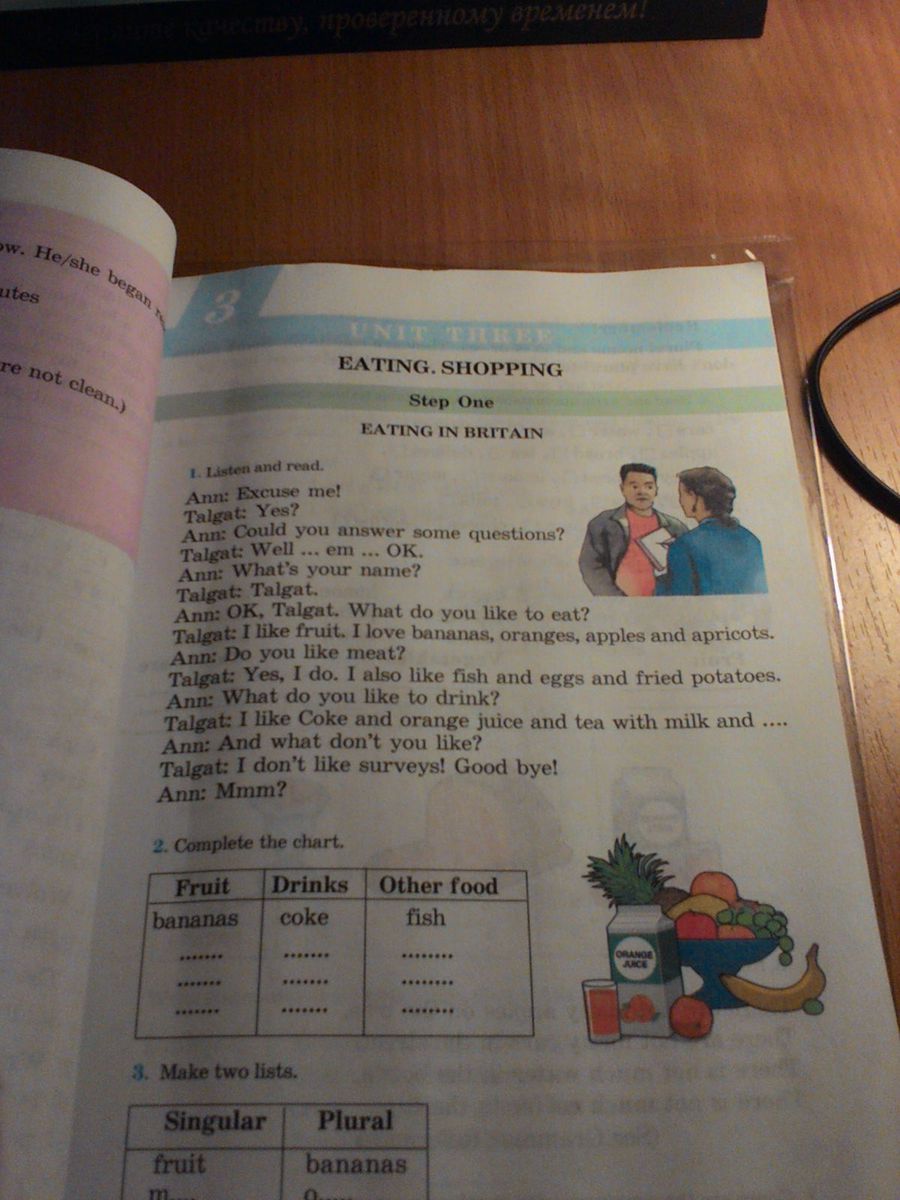 качеству, проверенному временем!
ow. He/she began
utes
re not clean.)
3
UNIT THREE
EATING. SHOPPING
Step One
EATING IN BRITAIN
1. Listen and read.
Ann: Excuse me!
Talgat: Yes?
Ann: Could you answer some questions?
Talgat: Well ... em ... OK.
Ann: What's your name?
Talgat: Talgat.
Ann: OK, Talgat. What do you like to eat?
Talgat: I like fruit. I love bananas, oranges, apples and apricots.
Ann: Do you like meat?
Talgat: Yes, I do. I also like fish and eggs and fried potatoes.
Ann: What do you like to drink?
Talgat: I like Coke and orange juice and tea with milk and ....
Ann: And what don't you like?
Talgat: I don't like surveys! Good bye!
Ann: Mmm?
2. Complete the chart.
Fruit Drinks Other food
bananas coke fish
....... ....... ........
....... ....... ........
....... ....... ........
ORANGE
JUICE
3. Make two lists.
Singular Plural
fruit bananas
m.... o....